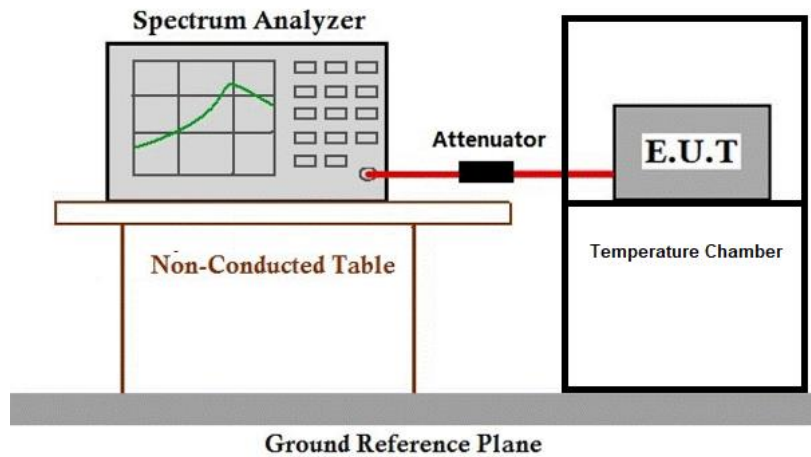 Spectrum Analyzer
Attenuator
E.U.T
Non-Conducted Table
Temperature Chamber
Ground Reference Plane